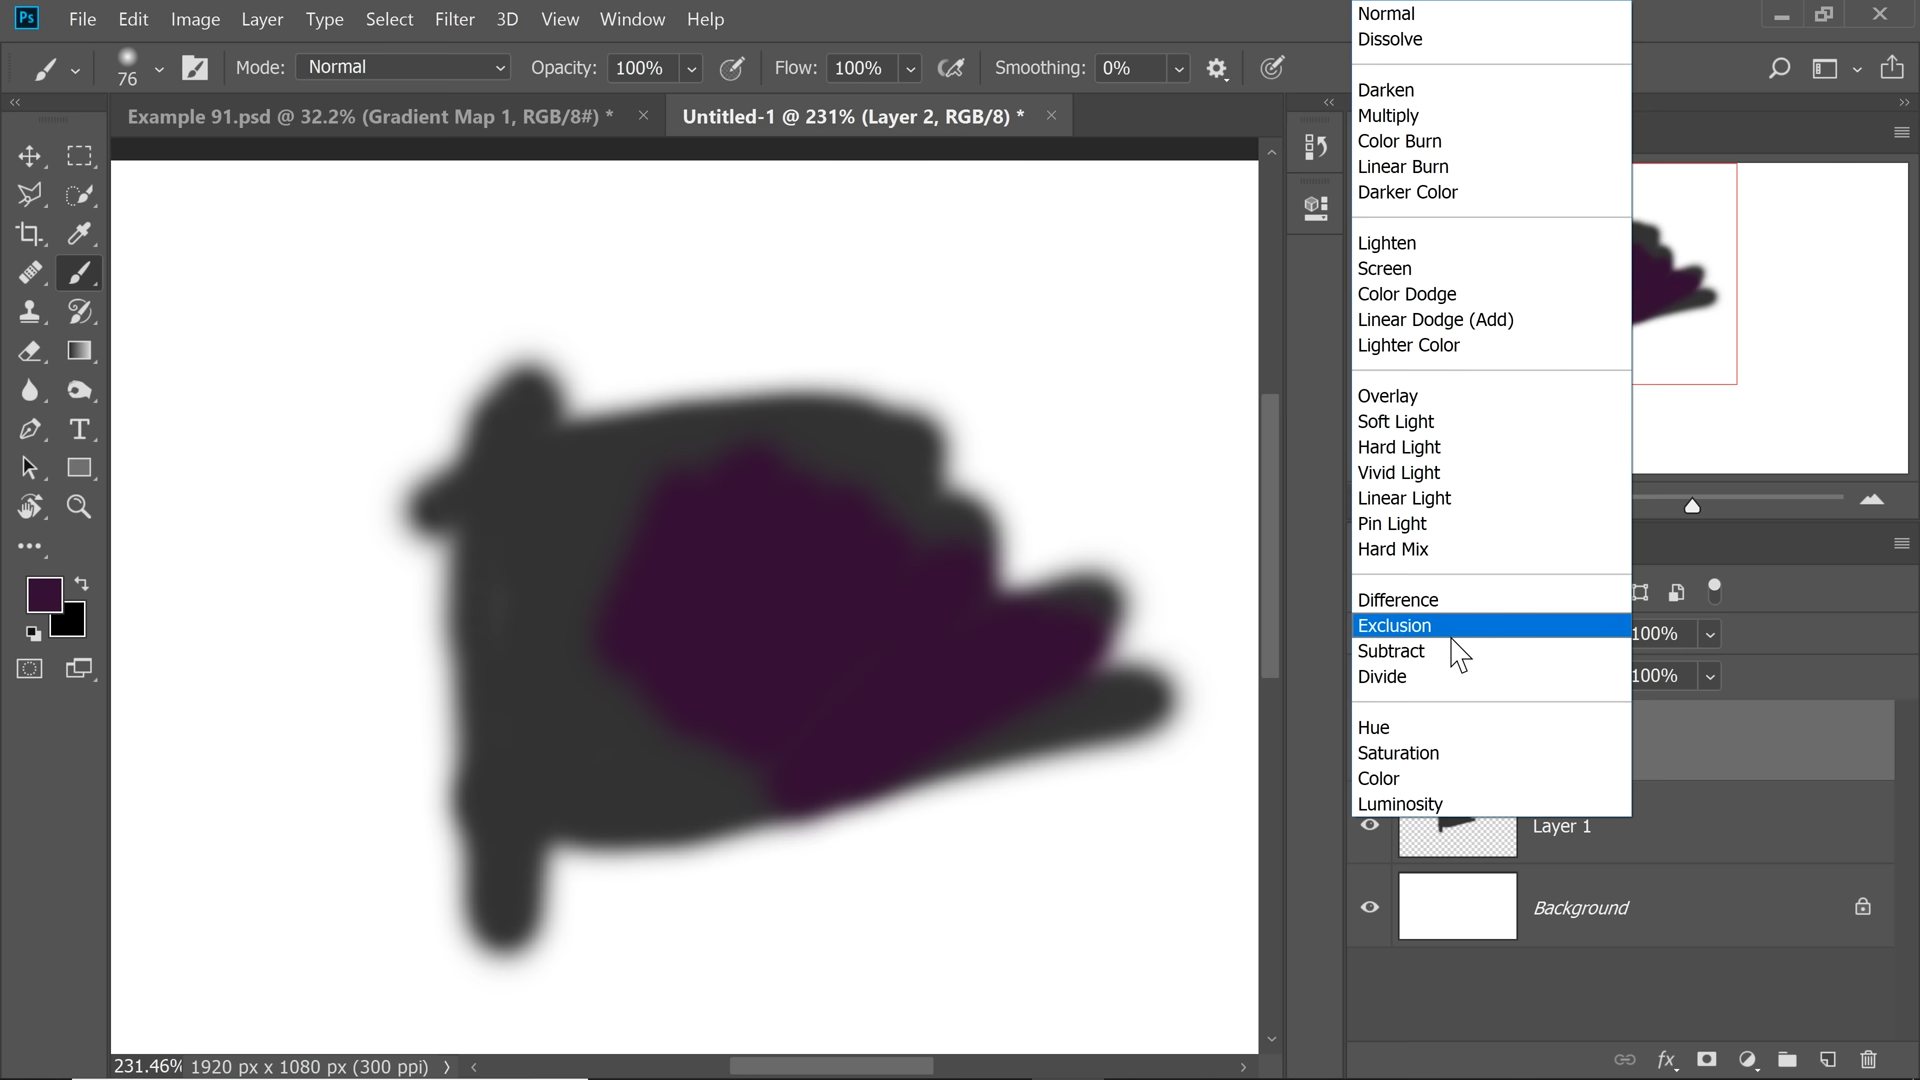 Ps File Edit Image Layer Type Select Filter 3D View Window Help
76 Mode: Normal Opacity: 100% Flow: 100% Smoothing: 0%
Example 91.psd @ 32.2% (Gradient Map 1, RGB/8#) * Untitled-1 @ 231% (Layer 2, RGB/8) *
Normal
Dissolve
Darken
Multiply
Color Burn
Linear Burn
Darker Color
Lighten
Screen
Color Dodge
Linear Dodge (Add)
Lighter Color
Overlay
Soft Light
Hard Light
Vivid Light
Linear Light
Pin Light
Hard Mix
Difference
Exclusion
Subtract
Divide
Hue
Saturation
Color
Luminosity
100%
100%
Layer 1
Background
fx
231.46% 1920 px x 1080 px (300 ppi)